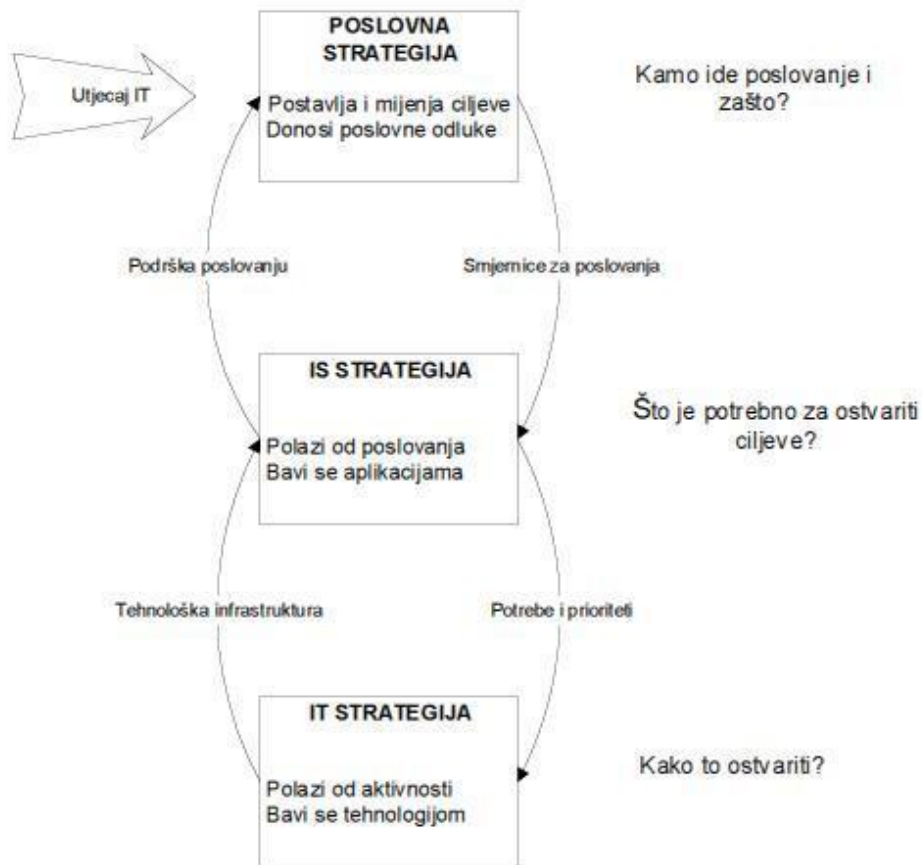 POSLOVNA
STRATEGIJA
Utjecaj IT
Postavlja i mijenja ciljeve
Donosi poslovne odluke
Kamo ide poslovanje i
zašto?
Podrška poslovanju
Smjernice za poslovanja
IS STRATEGIJA
Polazi od poslovanja
Bavi se aplikacijama
Što je potrebno za ostvariti
ciljeve?
Tehnološka infrastruktura
Potrebe i prioriteti
IT STRATEGIJA
Polazi od aktivnosti
Bavi se tehnologijom
Kako to ostvariti?